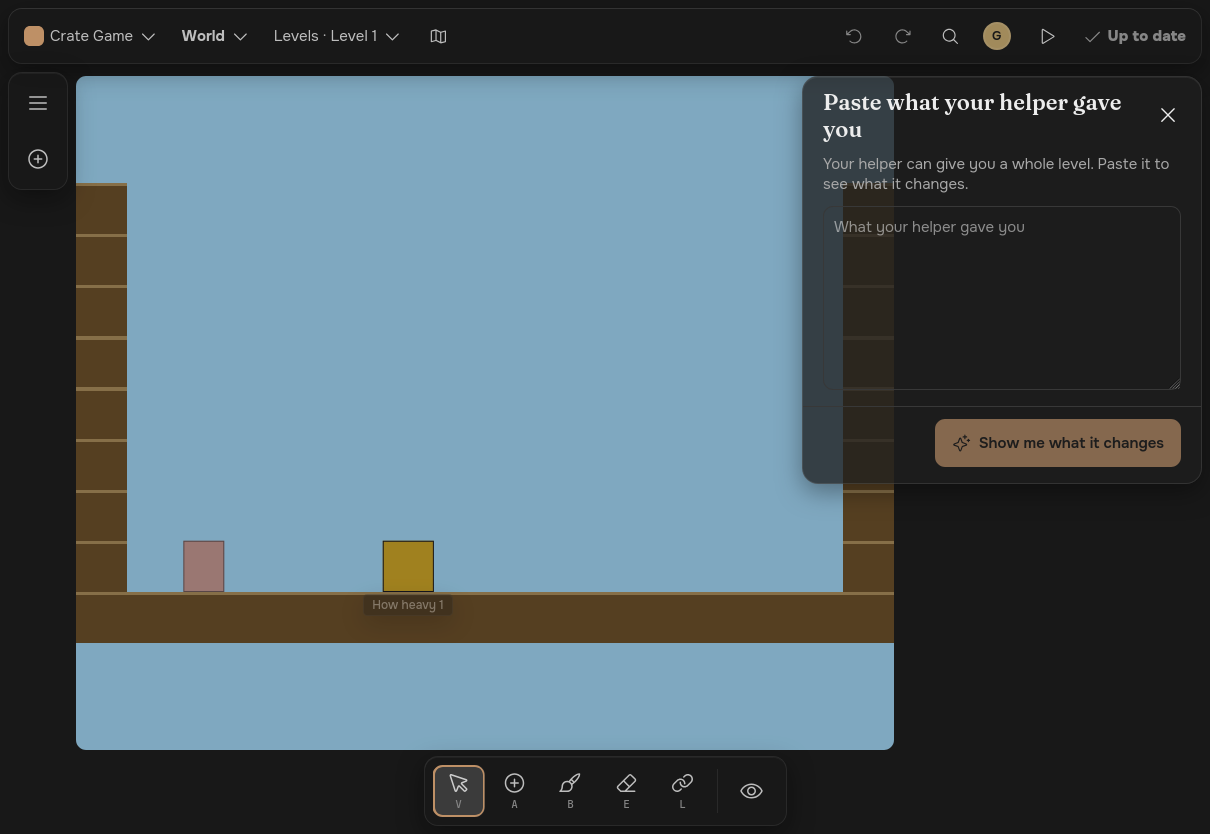 Crate Game
World
Levels · Level 1
G
Up to date
Paste what your helper gave
you
Your helper can give you a whole level. Paste it to
see what it changes.
What your helper gave you
Show me what it changes
How heavy 1
V
A
B
E
L